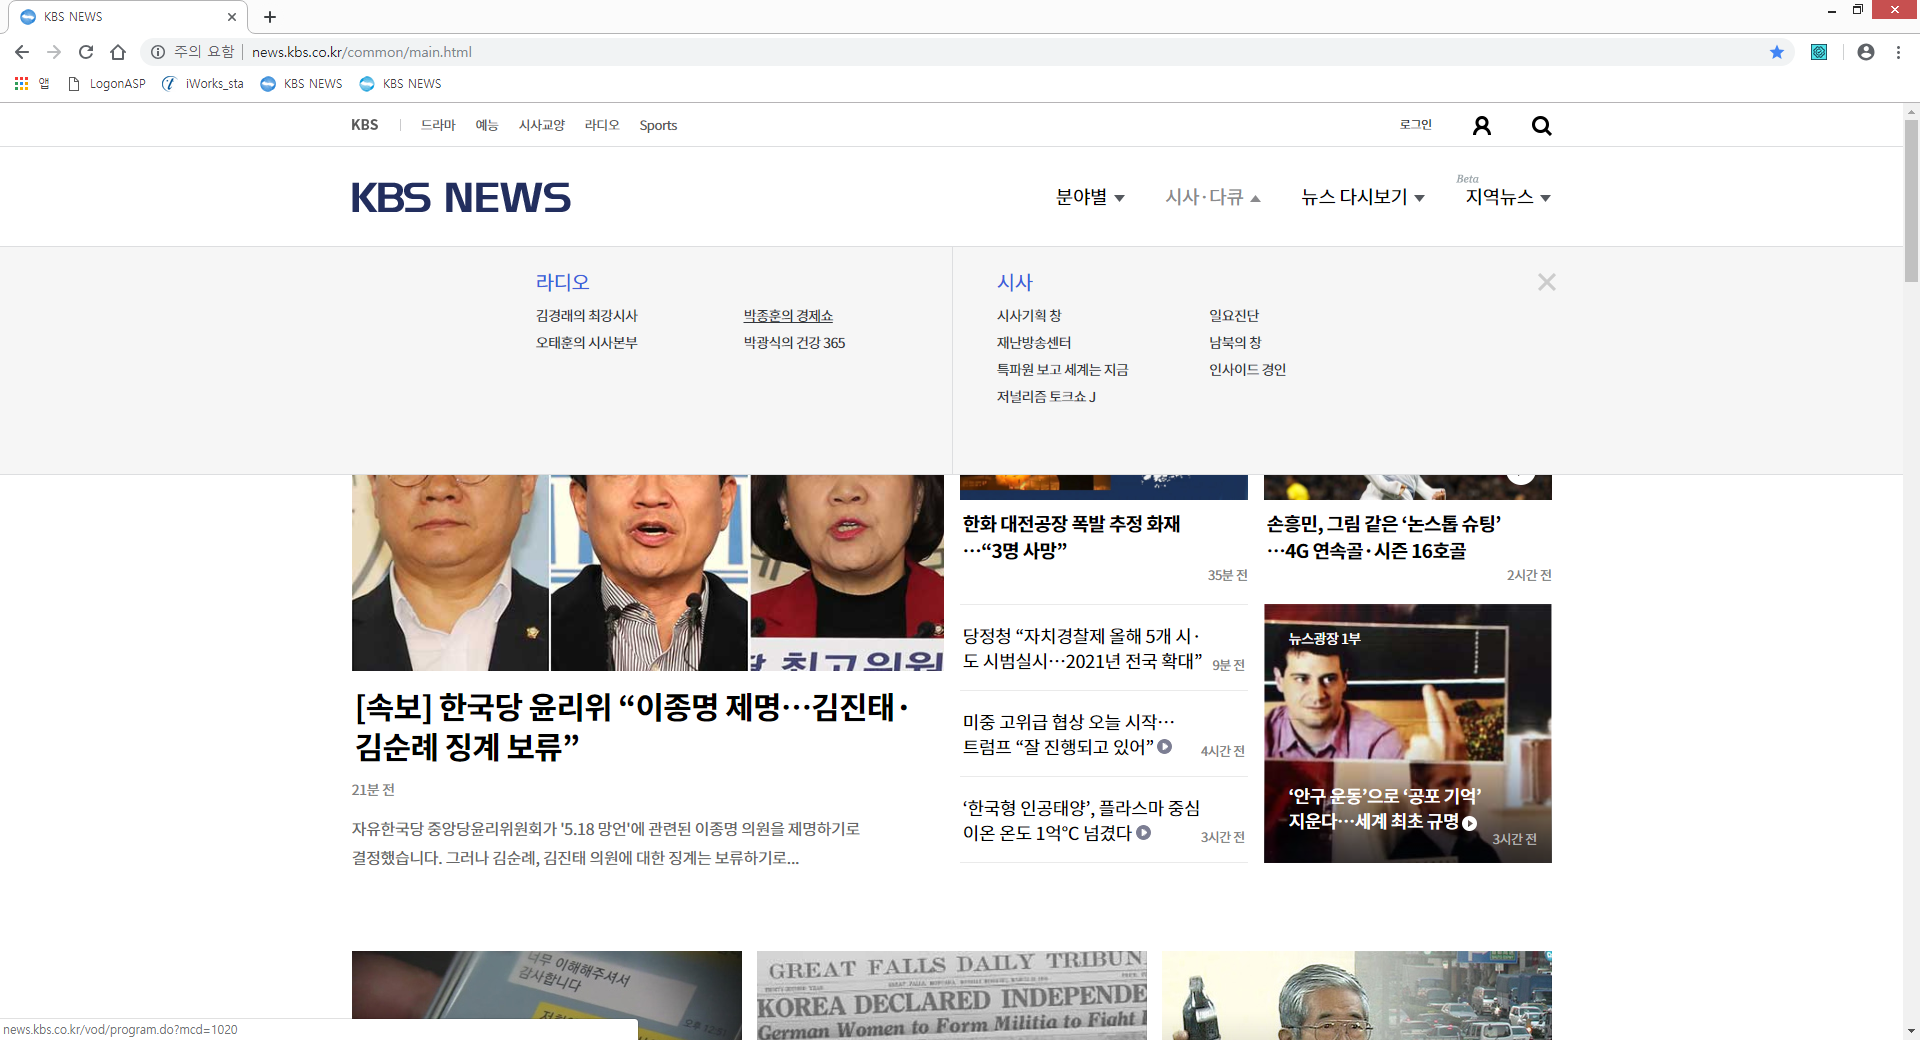 KBS NEWS
주의 요함 | news.kbs.co.kr/common/main.html
앱 LogonASP iWorks_sta KBS NEWS KBS NEWS
KBS 드라마 예능 시사교양 라디오 Sports 로그인
KBS NEWS
분야별 시사·다큐 뉴스 다시보기 Beta 지역뉴스
라디오
김경래의 최강시사 박종훈의 경제쇼
오태훈의 시사본부 박광식의 건강 365
시사
시사기획 창 일요진단
재난방송센터 남북의 창
특파원 보고 세계는 지금 인사이드 경인
저널리즘 토크쇼 J
최고위원
[속보] 한국당 윤리위 “이종명 제명…김진태·
김순례 징계 보류”
21분 전
자유한국당 중앙당윤리위원회가 '5.18 망언'에 관련된 이종명 의원을 제명하기로
결정했습니다. 그러나 김순례, 김진태 의원에 대한 징계는 보류하기로...
한화 대전공장 폭발 추정 화재
…“3명 사망”
35분 전
손흥민, 그림 같은 ‘논스톱 슈팅’
…4G 연속골·시즌 16호골
2시간 전
당정청 “자치경찰제 올해 5개 시·
도 시범실시…2021년 전국 확대” 9분 전
미중 고위급 협상 오늘 시작…
트럼프 “잘 진행되고 있어” 4시간 전
‘한국형 인공태양’, 플라스마 중심
이온 온도 1억℃ 넘겼다 3시간 전
뉴스광장 1부
‘안구 운동’으로 ‘공포 기억’
지운다…세계 최초 규명
3시간 전
너무 이해해주셔서
감사합니다
오후 12:51
GREAT FALLS DAILY TRIBUN
KOREA DECLARED INDEPENDE
German Women to Form Militia to Fight
news.kbs.co.kr/vod/program.do?mcd=1020